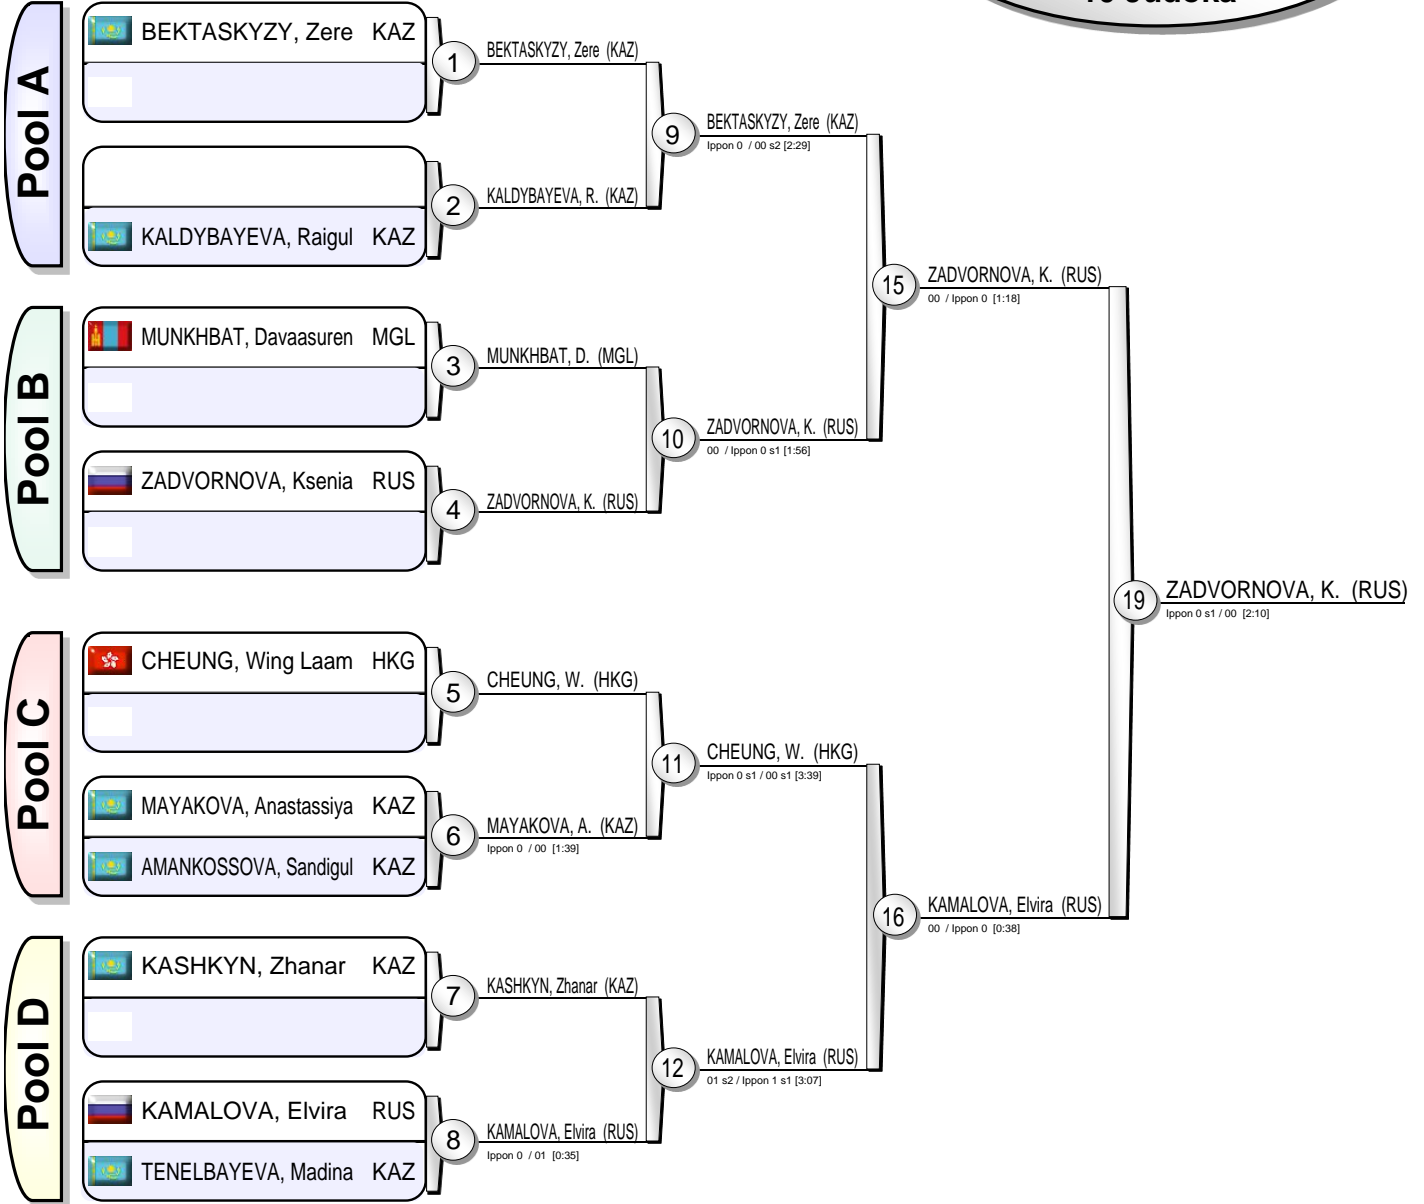 10 Judoka
Pool A
BEKTASKYZY, Zere KAZ
KALDYBAYEVA, Raigul KAZ
1
BEKTASKYZY, Zere (KAZ)
2
KALDYBAYEVA, R. (KAZ)
9
BEKTASKYZY, Zere (KAZ)
Ippon 0 / 00 s2 [2:29]
Pool B
MUNKHBAT, Davaasuren MGL
ZADVORNOVA, Ksenia RUS
3
MUNKHBAT, D. (MGL)
4
ZADVORNOVA, K. (RUS)
10
ZADVORNOVA, K. (RUS)
00 / Ippon 0 s1 [1:56]
15
ZADVORNOVA, K. (RUS)
00 / Ippon 0 [1:18]
Pool C
CHEUNG, Wing Laam HKG
MAYAKOVA, Anastassiya KAZ
AMANKOSSOVA, Sandigul KAZ
5
CHEUNG, W. (HKG)
6
MAYAKOVA, A. (KAZ)
Ippon 0 / 00 [1:39]
11
CHEUNG, W. (HKG)
Ippon 0 s1 / 00 s1 [3:39]
Pool D
KASHKYN, Zhanar KAZ
KAMALOVA, Elvira RUS
TENELBAYEVA, Madina KAZ
7
KASHKYN, Zhanar (KAZ)
8
KAMALOVA, Elvira (RUS)
Ippon 0 / 01 [0:35]
12
KAMALOVA, Elvira (RUS)
01 s2 / Ippon 1 s1 [3:07]
16
KAMALOVA, Elvira (RUS)
00 / Ippon 0 [0:38]
19
ZADVORNOVA, K. (RUS)
Ippon 0 s1 / 00 [2:10]